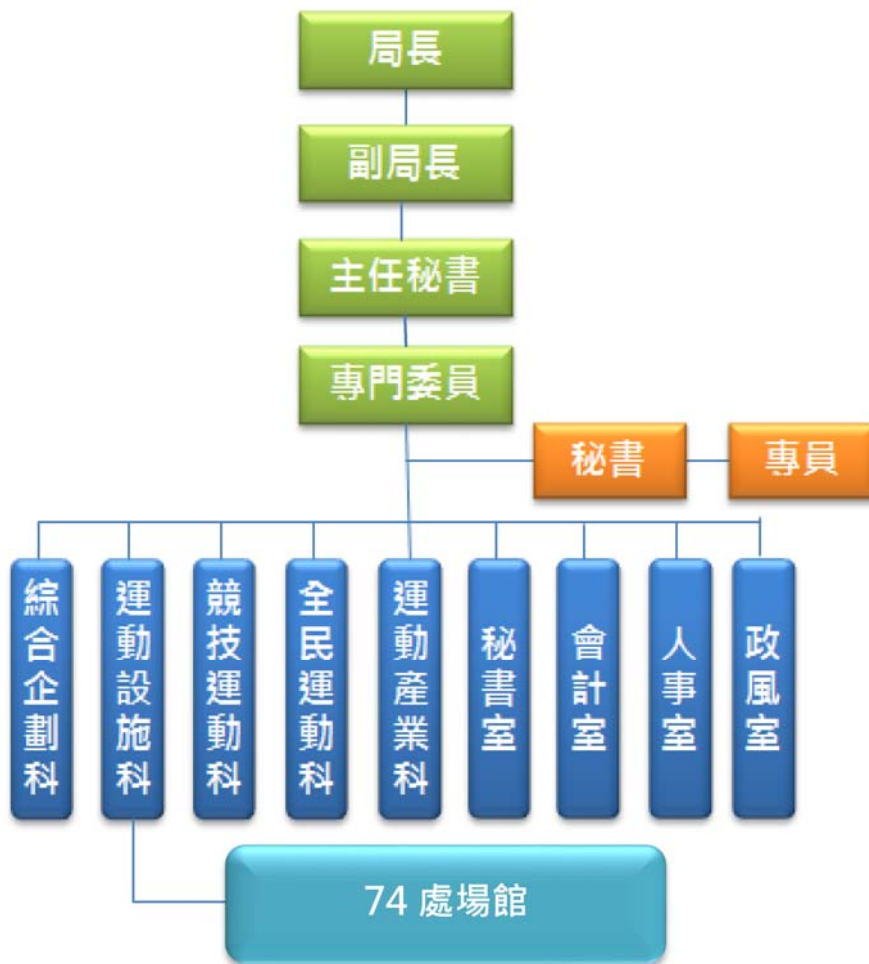 局長
副局長
主任秘書
專門委員
秘書
專員
綜合企劃科
運動設施科
競技運動科
全民運動科
運動產業科
秘書室
會計室
人事室
政風室
74 處場館